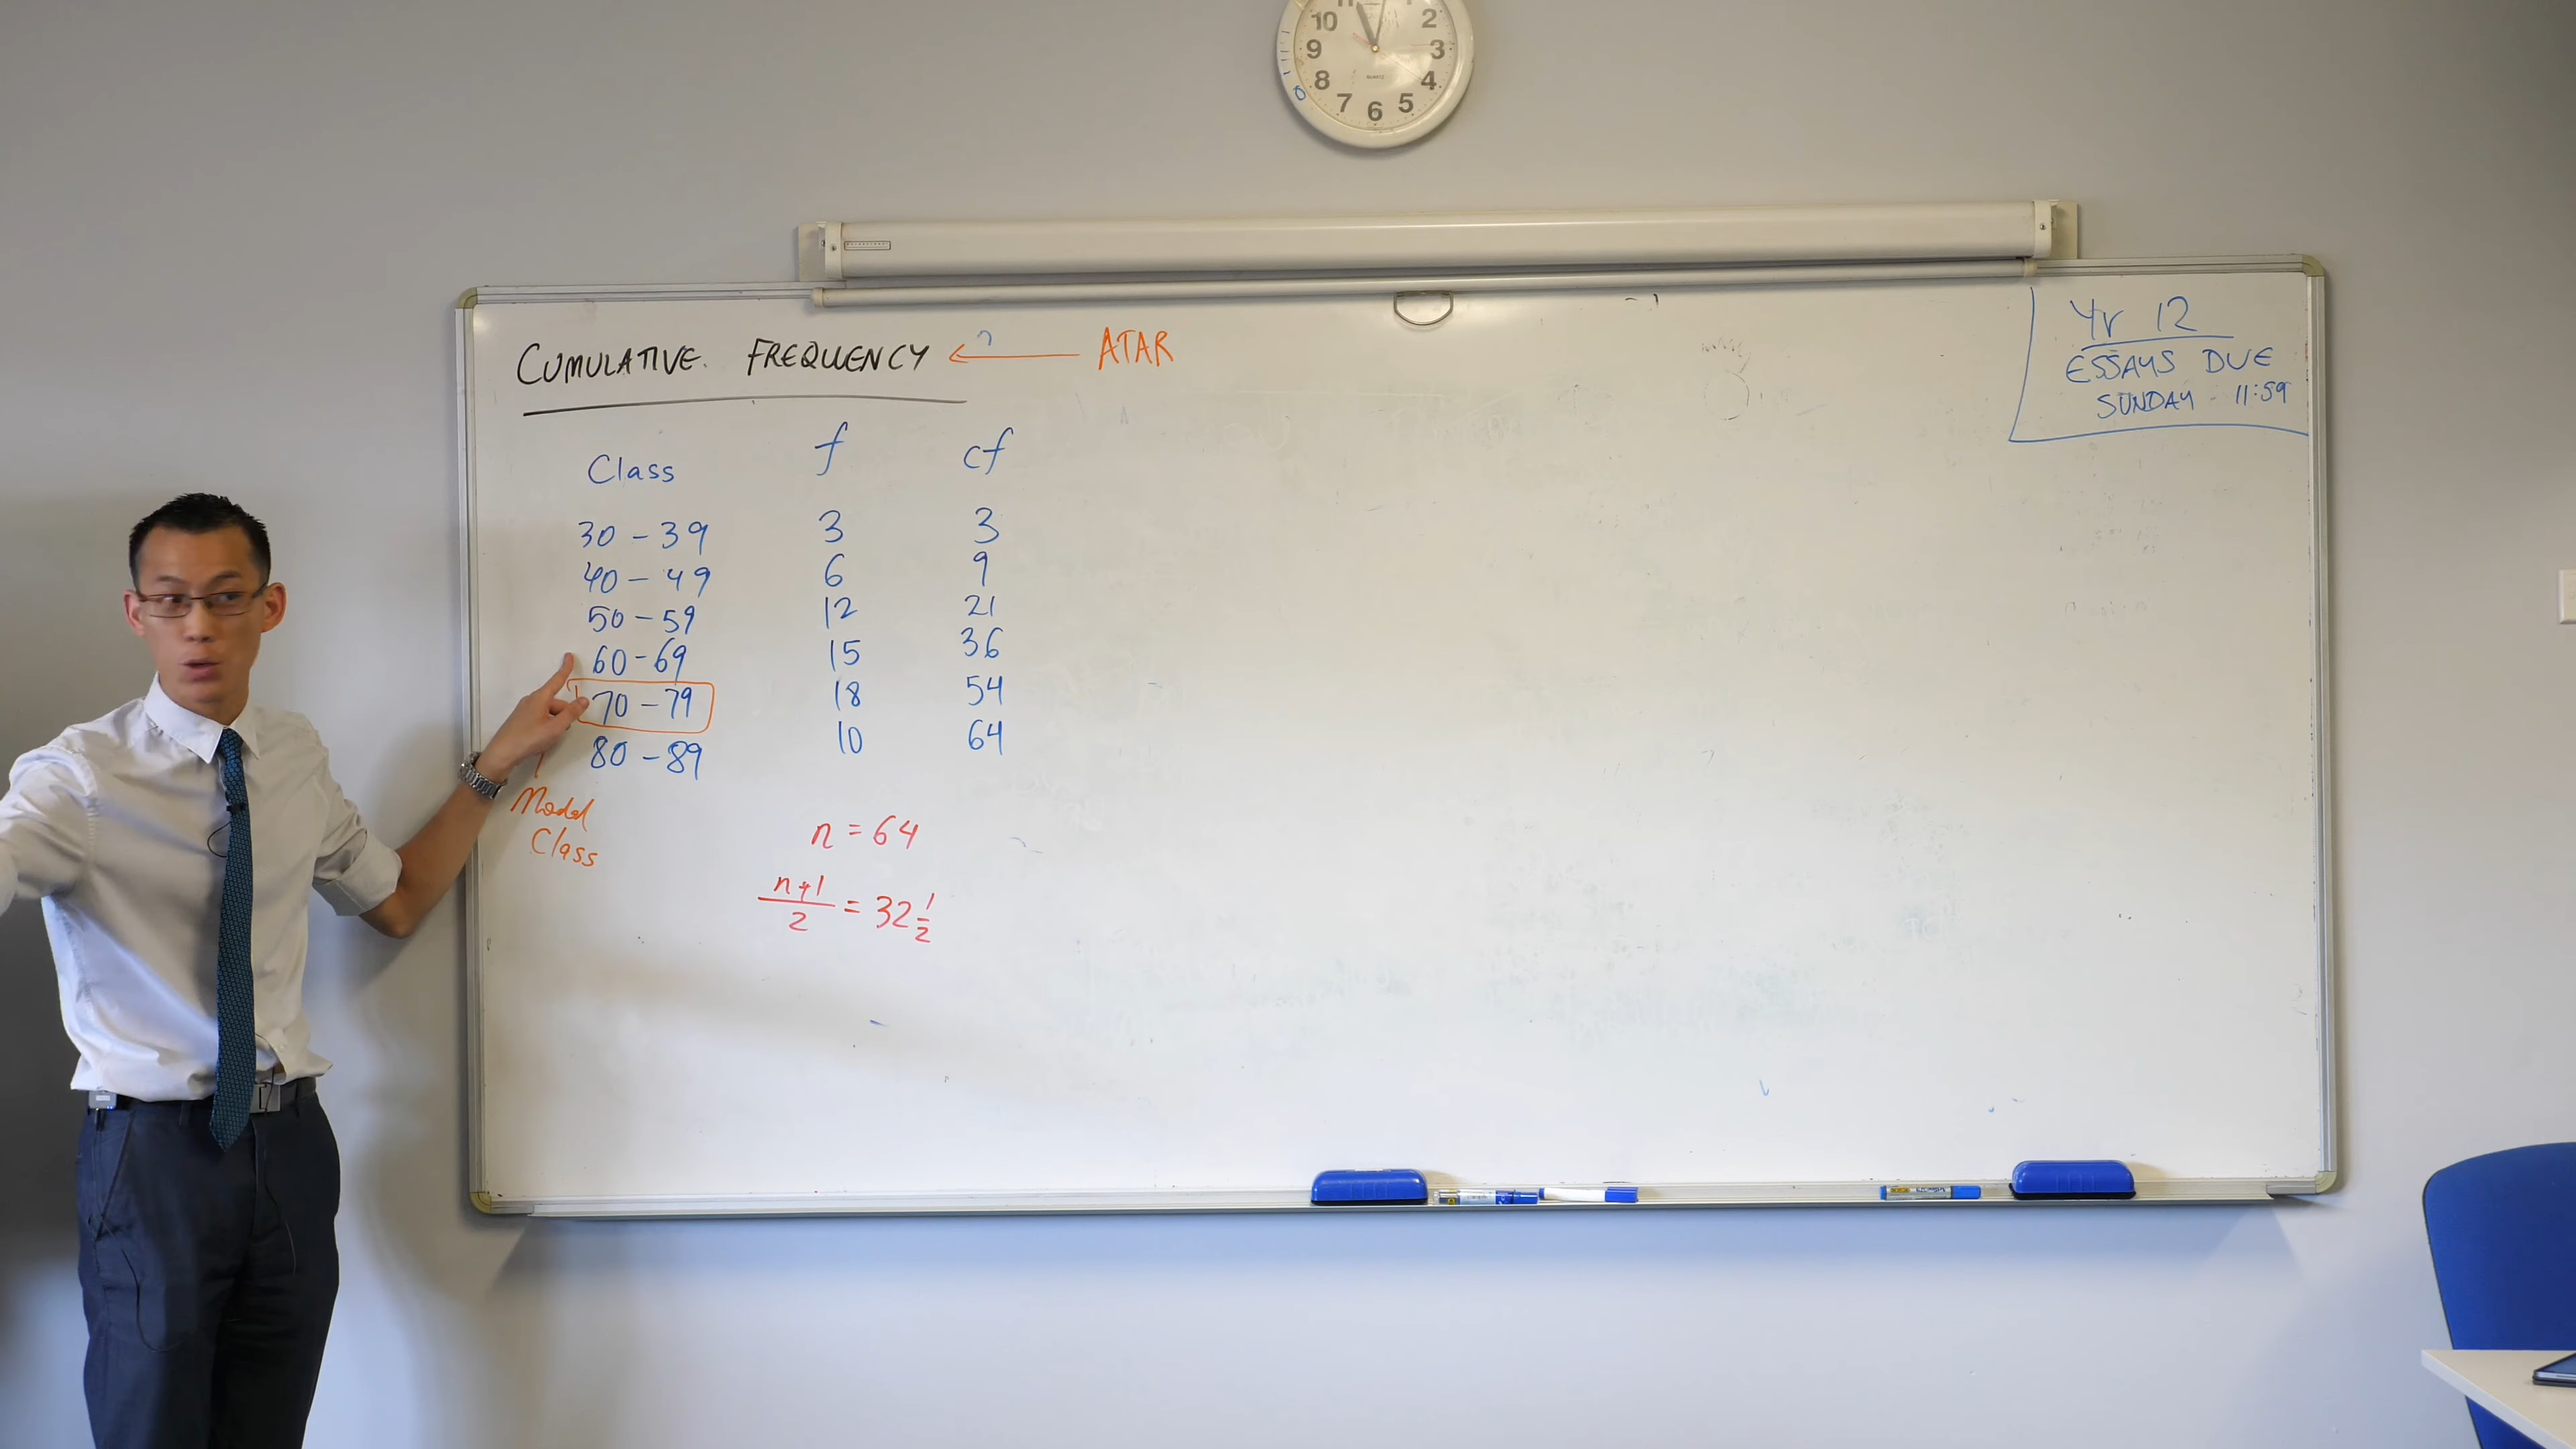 10 11 2
9 3
8 QUARTZ 4
7 6 5
CUMULATIVE. FREQUENCY ← ATAR
Yr 12
ESSAYS DUE
SUNDAY - 11:59
Class f cf
30 - 39 3 3
40 - 49 6 9
50 - 59 12 21
60 - 69 15 36
70 - 79 18 54
80 - 89 10 64
Modal
Class
n = 64
n+1/2 = 32 1/2